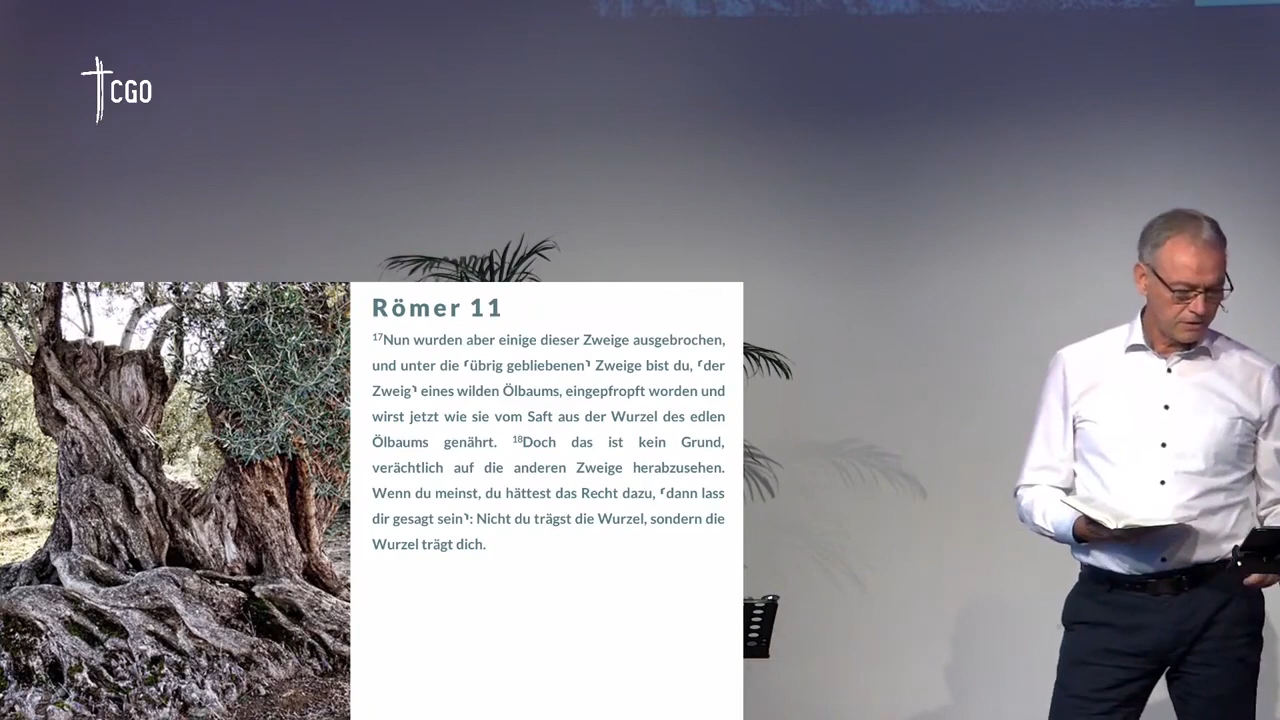 CGO
Römer 11
¹⁷Nun wurden aber einige dieser Zweige ausgebrochen,
und unter die ⸢übrig gebliebenen⸣ Zweige bist du, ⸢der
Zweig⸣ eines wilden Ölbaums, eingepfropft worden und
wirst jetzt wie sie vom Saft aus der Wurzel des edlen
Ölbaums genährt. ¹⁸Doch das ist kein Grund,
verächtlich auf die anderen Zweige herabzusehen.
Wenn du meinst, du hättest das Recht dazu, ⸢dann lass
dir gesagt sein⸣: Nicht du trägst die Wurzel, sondern die
Wurzel trägt dich.